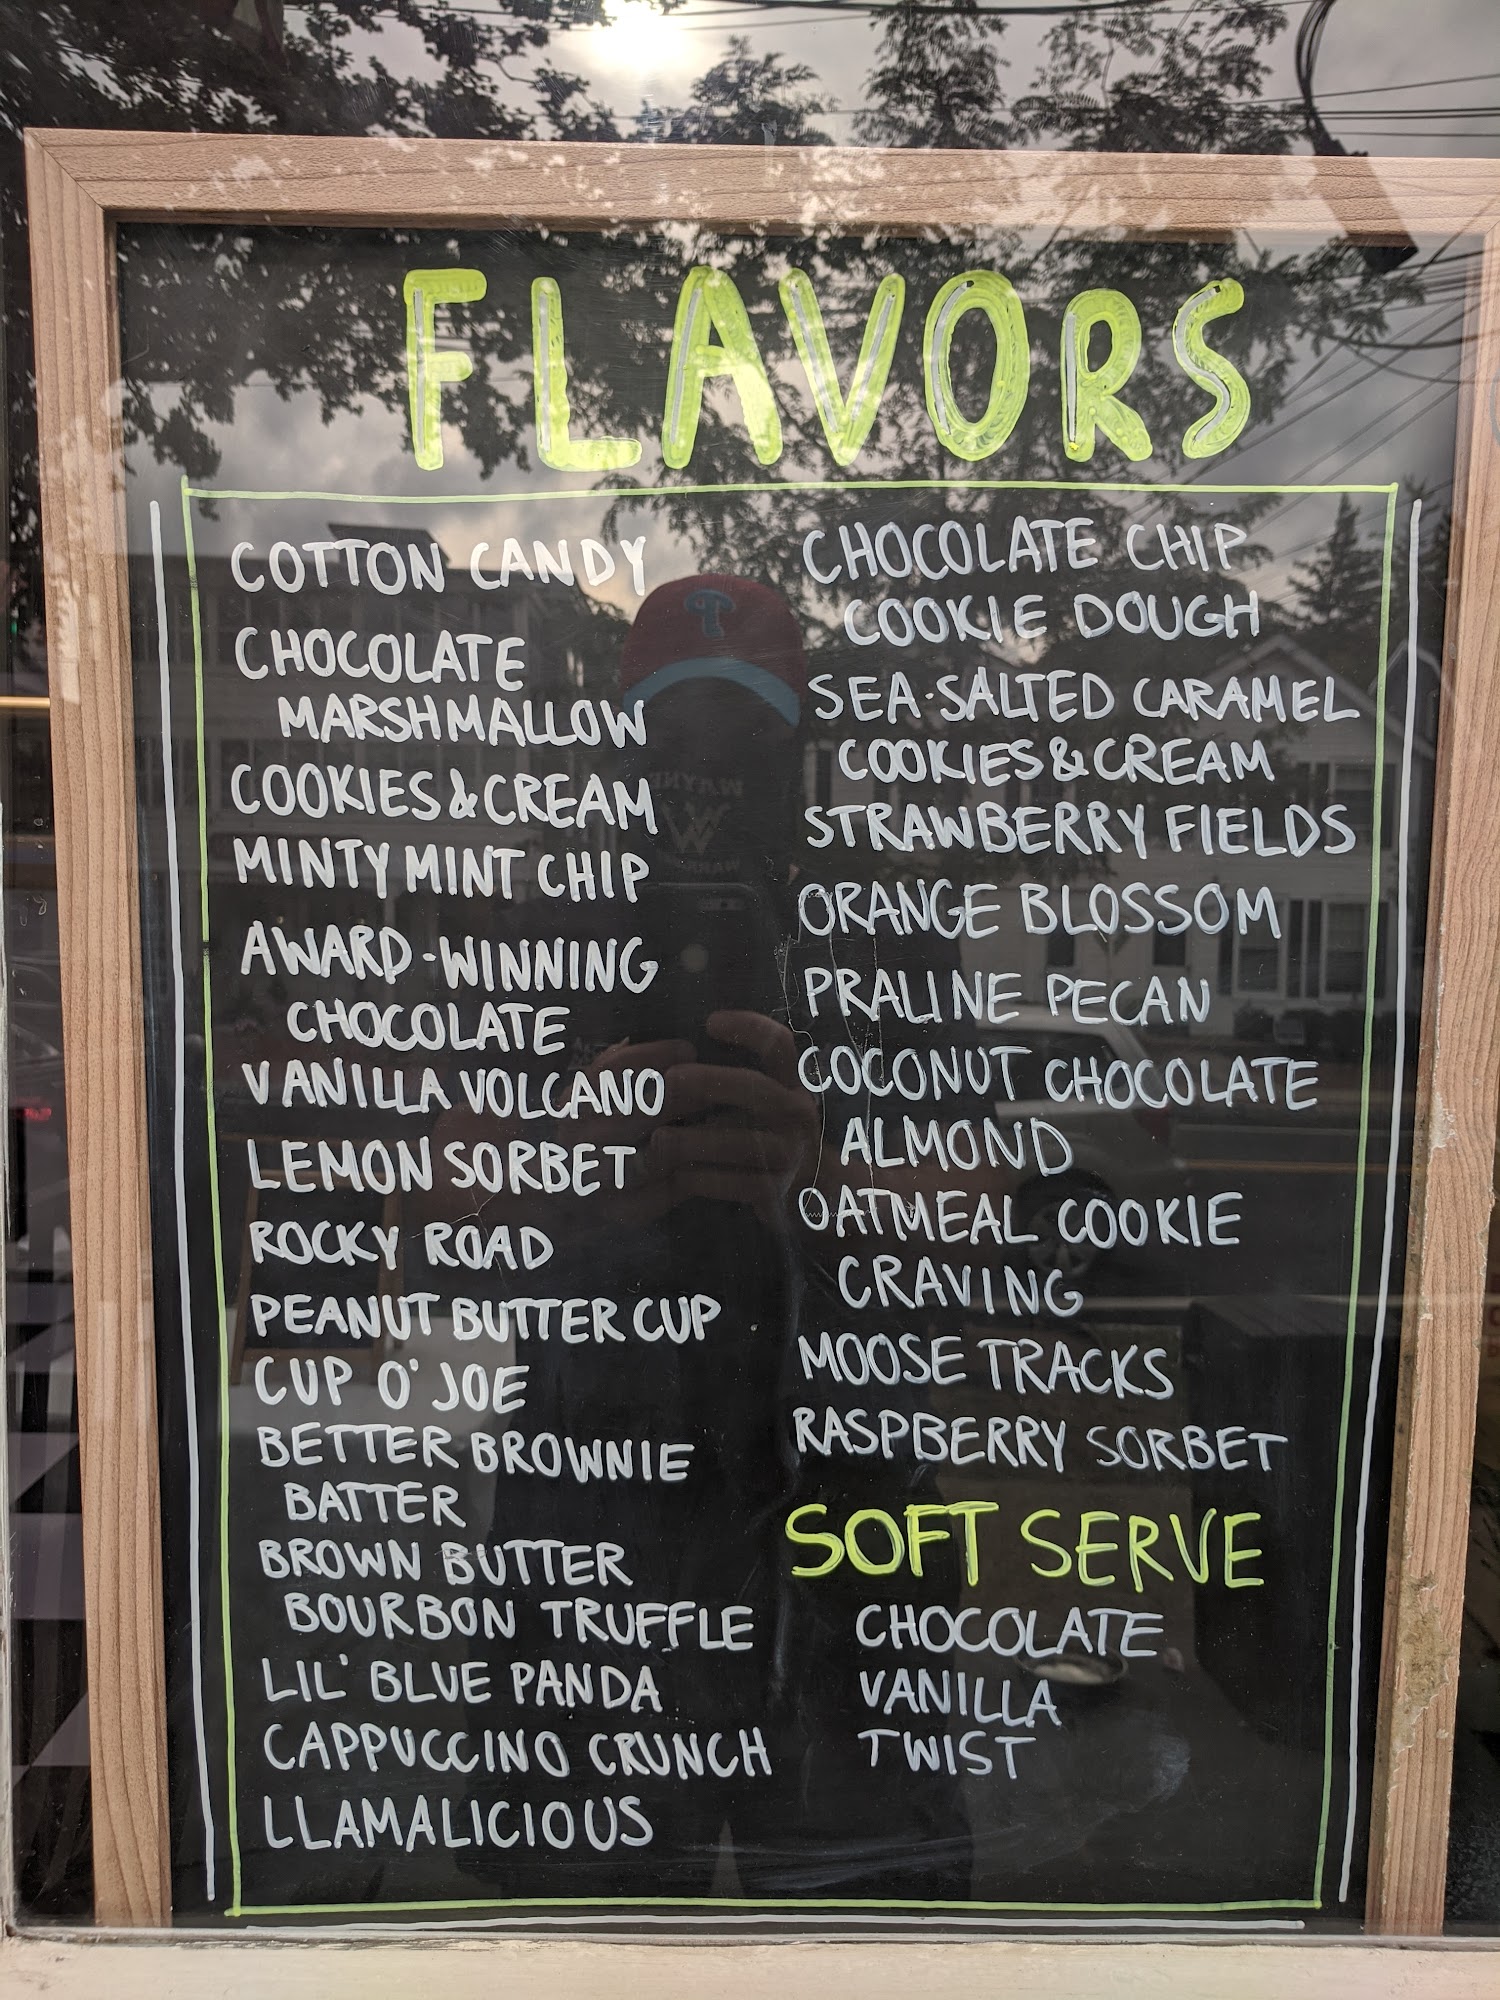 FLAVORS
COTTON CANDY
CHOCOLATE
MARSHMALLOW
COOKIES & CREAM
MINTY MINT CHIP
AWARD-WINNING
CHOCOLATE
VANILLA VOLCANO
LEMON SORBET
ROCKY ROAD
PEANUT BUTTER CUP
CUP O' JOE
BETTER BROWNIE
BATTER
BROWN BUTTER
BOURBON TRUFFLE
LIL' BLUE PANDA
CAPPUCCINO CRUNCH
LLAMALICIOUS
CHOCOLATE CHIP
COOKIE DOUGH
SEA-SALTED CARAMEL
COOKIES & CREAM
STRAWBERRY FIELDS
ORANGE BLOSSOM
PRALINE PECAN
COCONUT CHOCOLATE
ALMOND
OATMEAL COOKIE
CRAVING
MOOSE TRACKS
RASPBERRY SORBET
SOFT SERVE
CHOCOLATE
VANILLA
TWIST